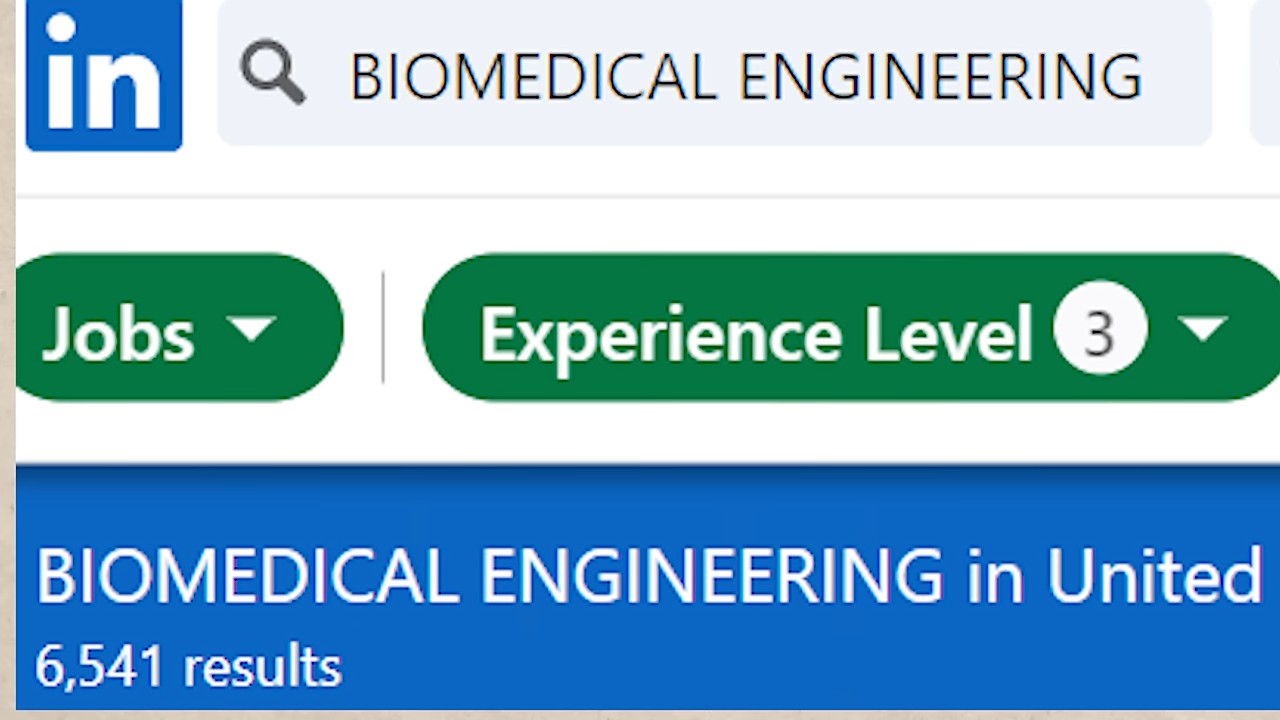 in
BIOMEDICAL ENGINEERING
Jobs
Experience Level 3
BIOMEDICAL ENGINEERING in United
6,541 results